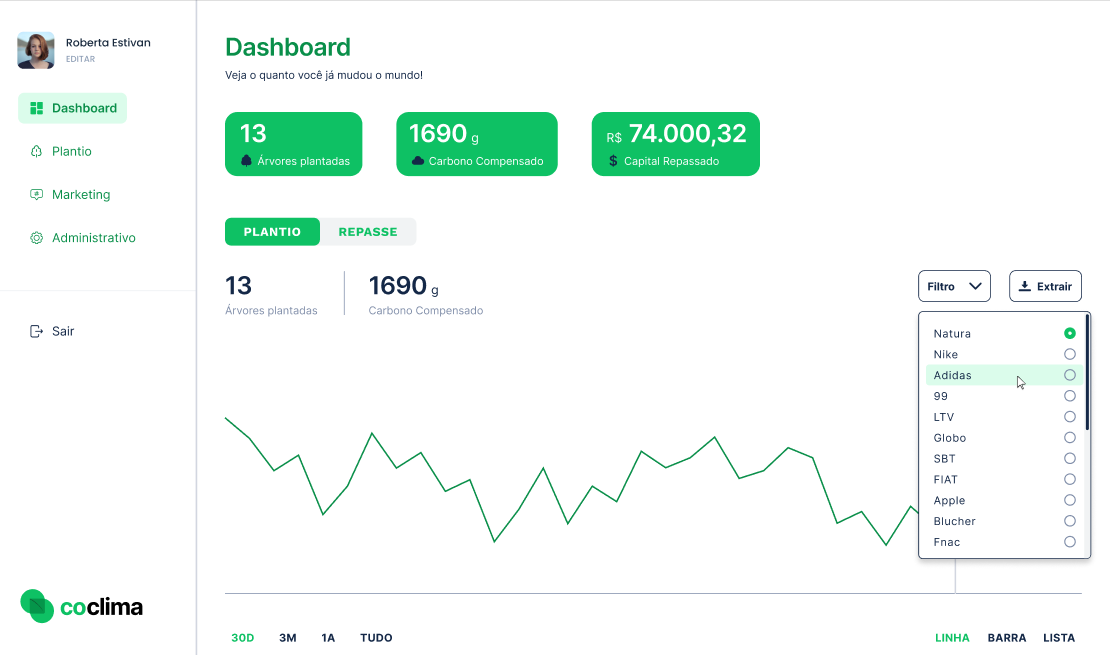 Roberta Estivan
EDITAR
Dashboard
Plantio
Marketing
Administrativo
Sair
coclima
Dashboard
Veja o quanto você já mudou o mundo!
13
Árvores plantadas
1690 g
Carbono Compensado
R$ 74.000,32
$ Capital Repassado
PLANTIO
REPASSE
13
Árvores plantadas
1690 g
Carbono Compensado
Filtro
Extrair
Natura
Nike
Adidas
99
LTV
Globo
SBT
FIAT
Apple
Blucher
Fnac
30D
3M
1A
TUDO
LINHA
BARRA
LISTA